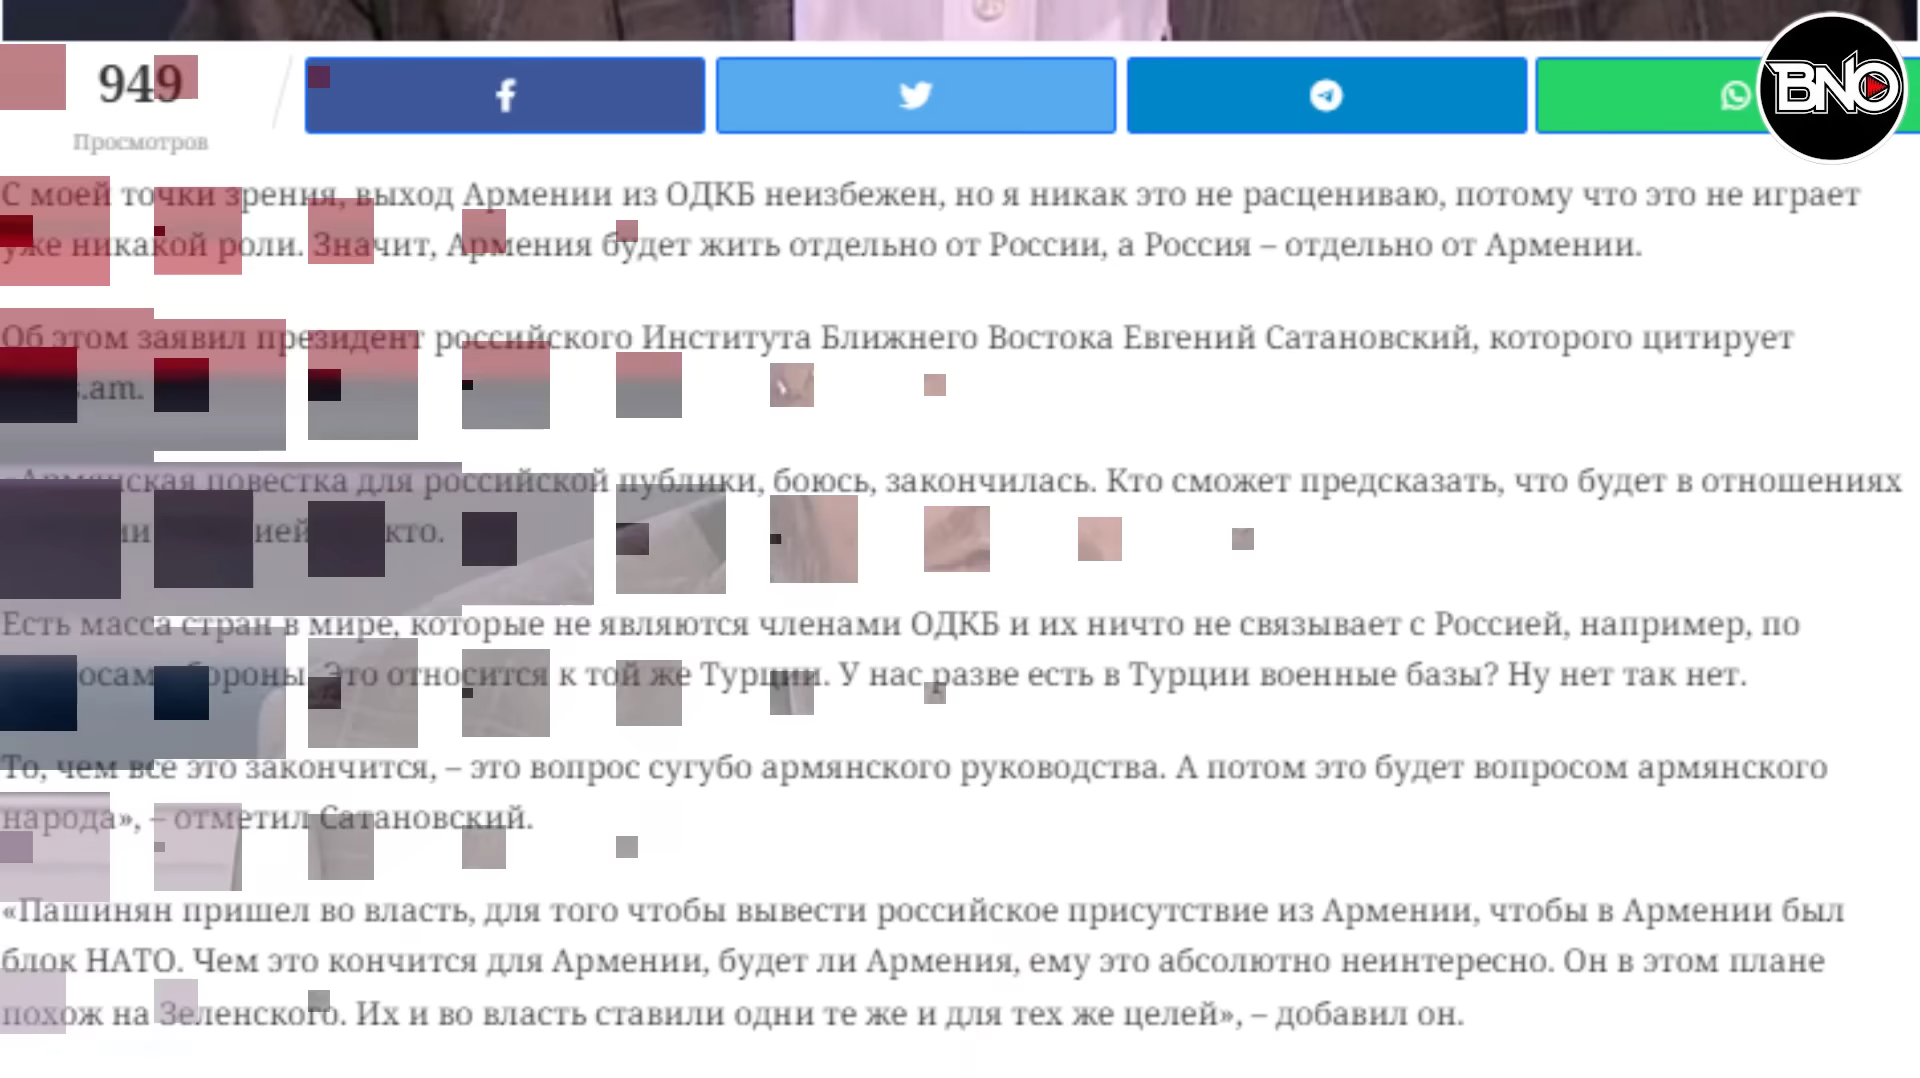 949
Просмотров
BNO
С моей точки зрения, выход Армении из ОДКБ неизбежен, но я никак это не расцениваю, потому что это не играет
уже никакой роли. Значит, Армения будет жить отдельно от России, а Россия – отдельно от Армении.
Об этом заявил президент российского Института Ближнего Востока Евгений Сатановский, которого цитирует
.am.
Армянская повестка для российской публики, боюсь, закончилась. Кто сможет предсказать, что будет в отношениях
кто.
Есть масса стран в мире, которые не являются членами ОДКБ и их ничто не связывает с Россией, например, по
обороны. Это относится к той же Турции. У нас разве есть в Турции военные базы? Ну нет так нет.
То, чем все это закончится, – это вопрос сугубо армянского руководства. А потом это будет вопросом армянского
народа», – отметил Сатановский.
«Пашинян пришел во власть, для того чтобы вывести российское присутствие из Армении, чтобы в Армении был
блок НАТО. Чем это кончится для Армении, будет ли Армения, ему это абсолютно неинтересно. Он в этом плане
похож на Зеленского. Их и во власть ставили одни те же и для тех же целей», – добавил он.